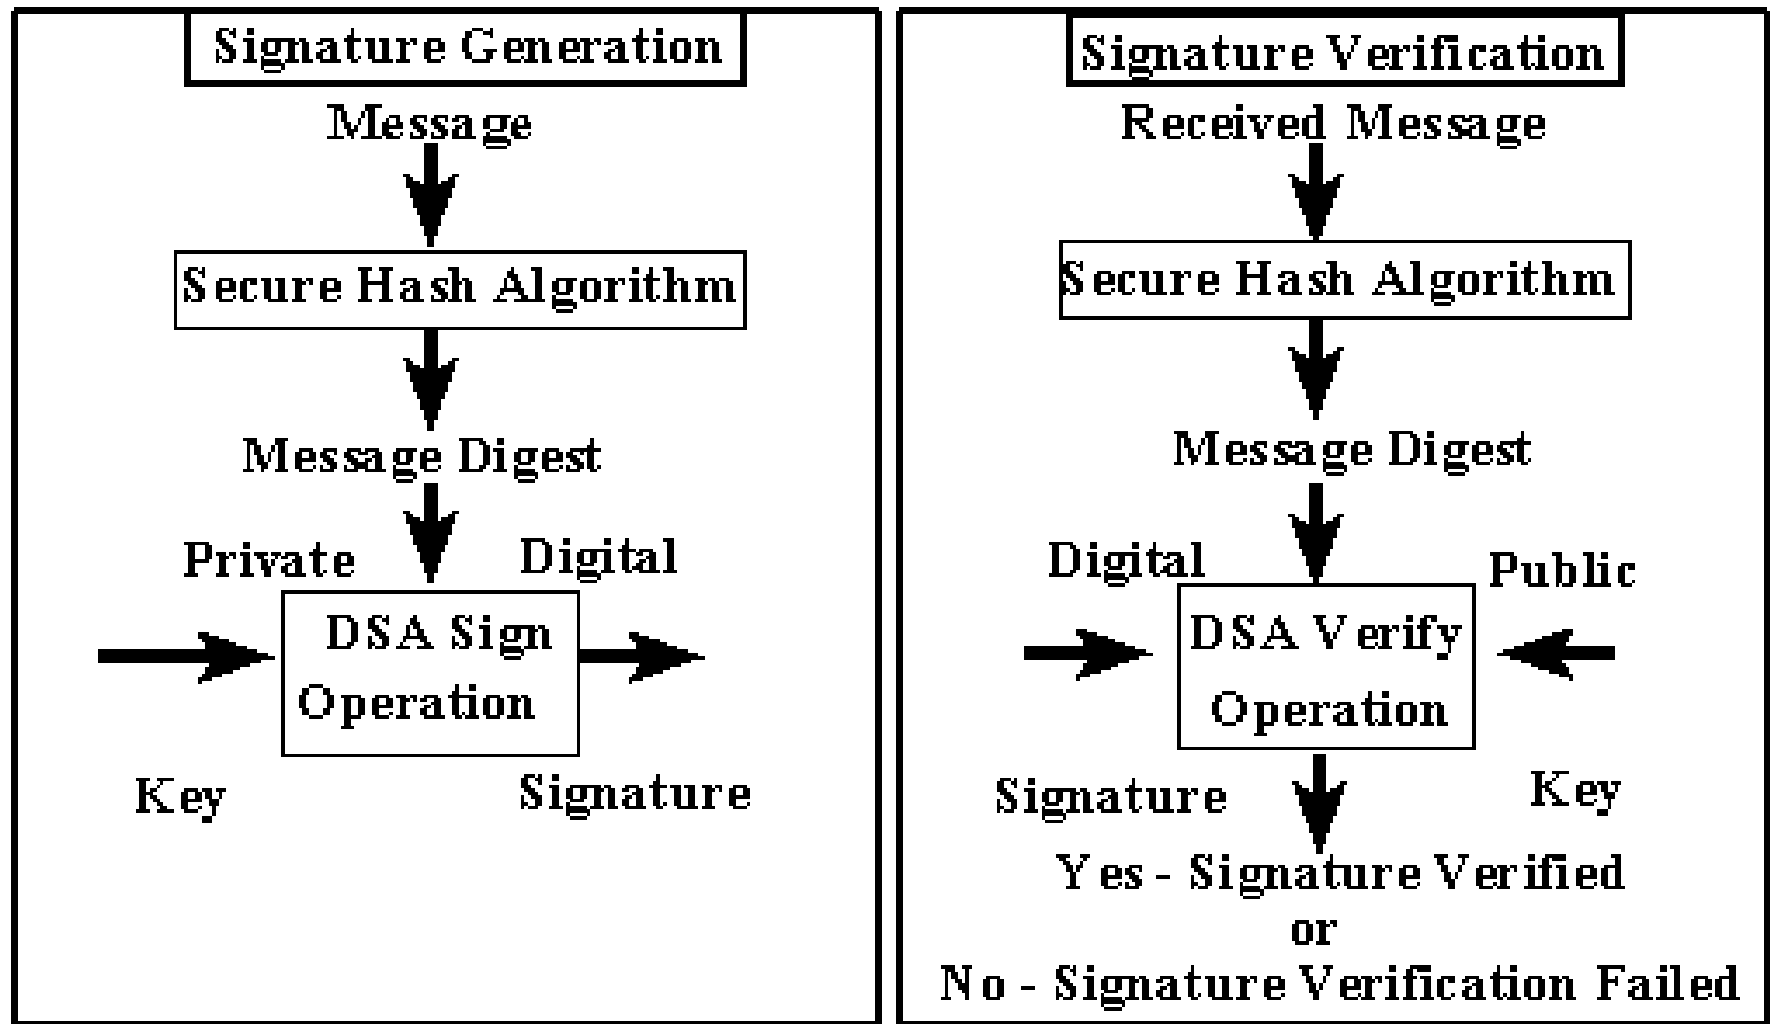 Signature Generation
Message
Secure Hash Algorithm
Message Digest
Private
Digital
DSA Sign
Operation
Key
Signature
Signature Verification
Received Message
Secure Hash Algorithm
Message Digest
Digital
Public
DSA Verify
Operation
Signature
Key
Yes - Signature Verified
or
No - Signature Verification Failed